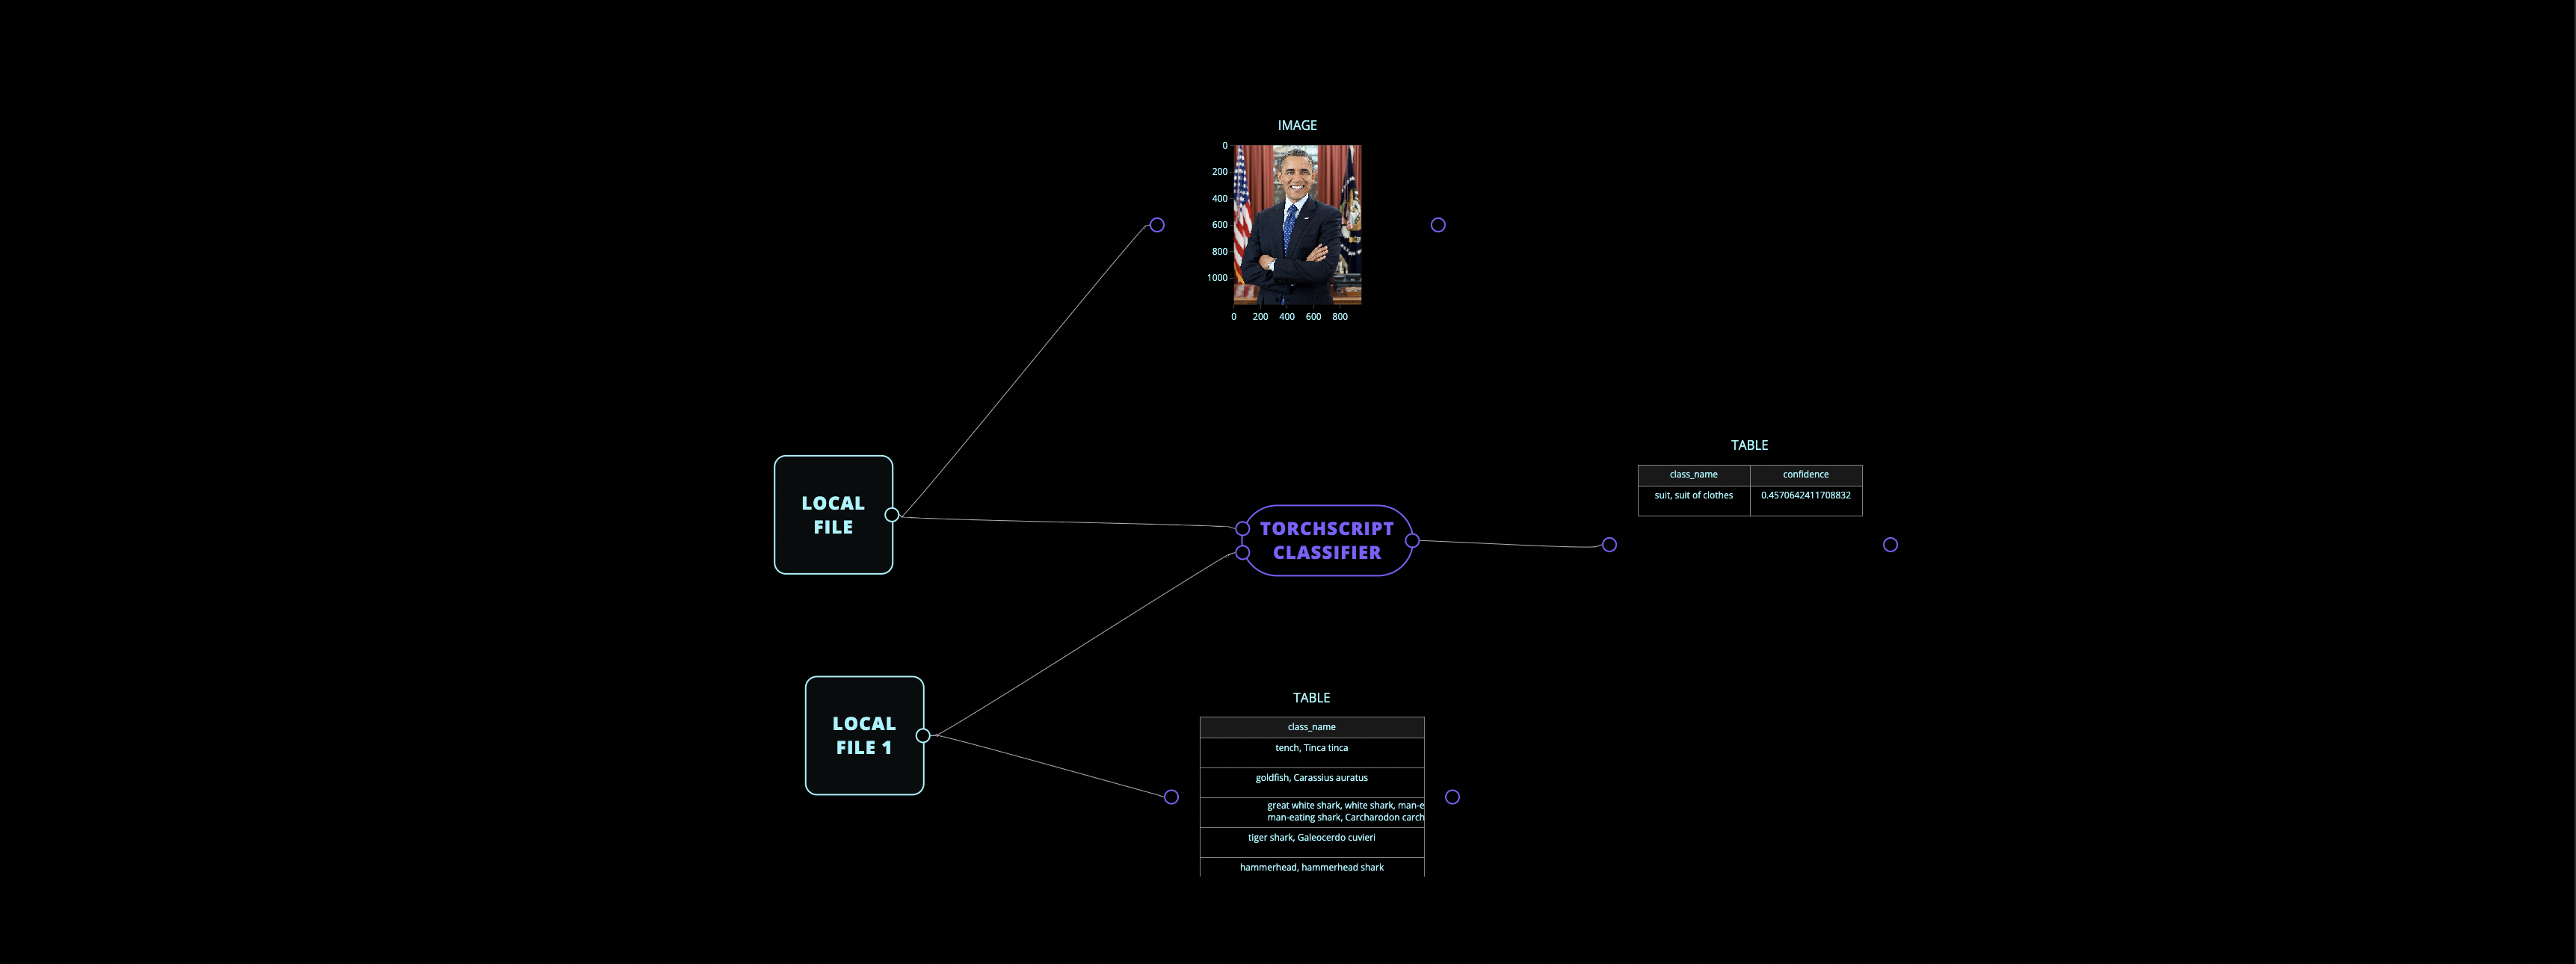 IMAGE
0
200
400
600
800
1000
0 200 400 600 800
LOCAL
FILE
TORCHSCRIPT
CLASSIFIER
TABLE
class_name confidence
suit, suit of clothes 0.4570642411708832
LOCAL
FILE 1
TABLE
class_name
tench, Tinca tinca
goldfish, Carassius auratus
great white shark, white shark, man-e
man-eating shark, Carcharodon carch
tiger shark, Galeocerdo cuvieri
hammerhead, hammerhead shark